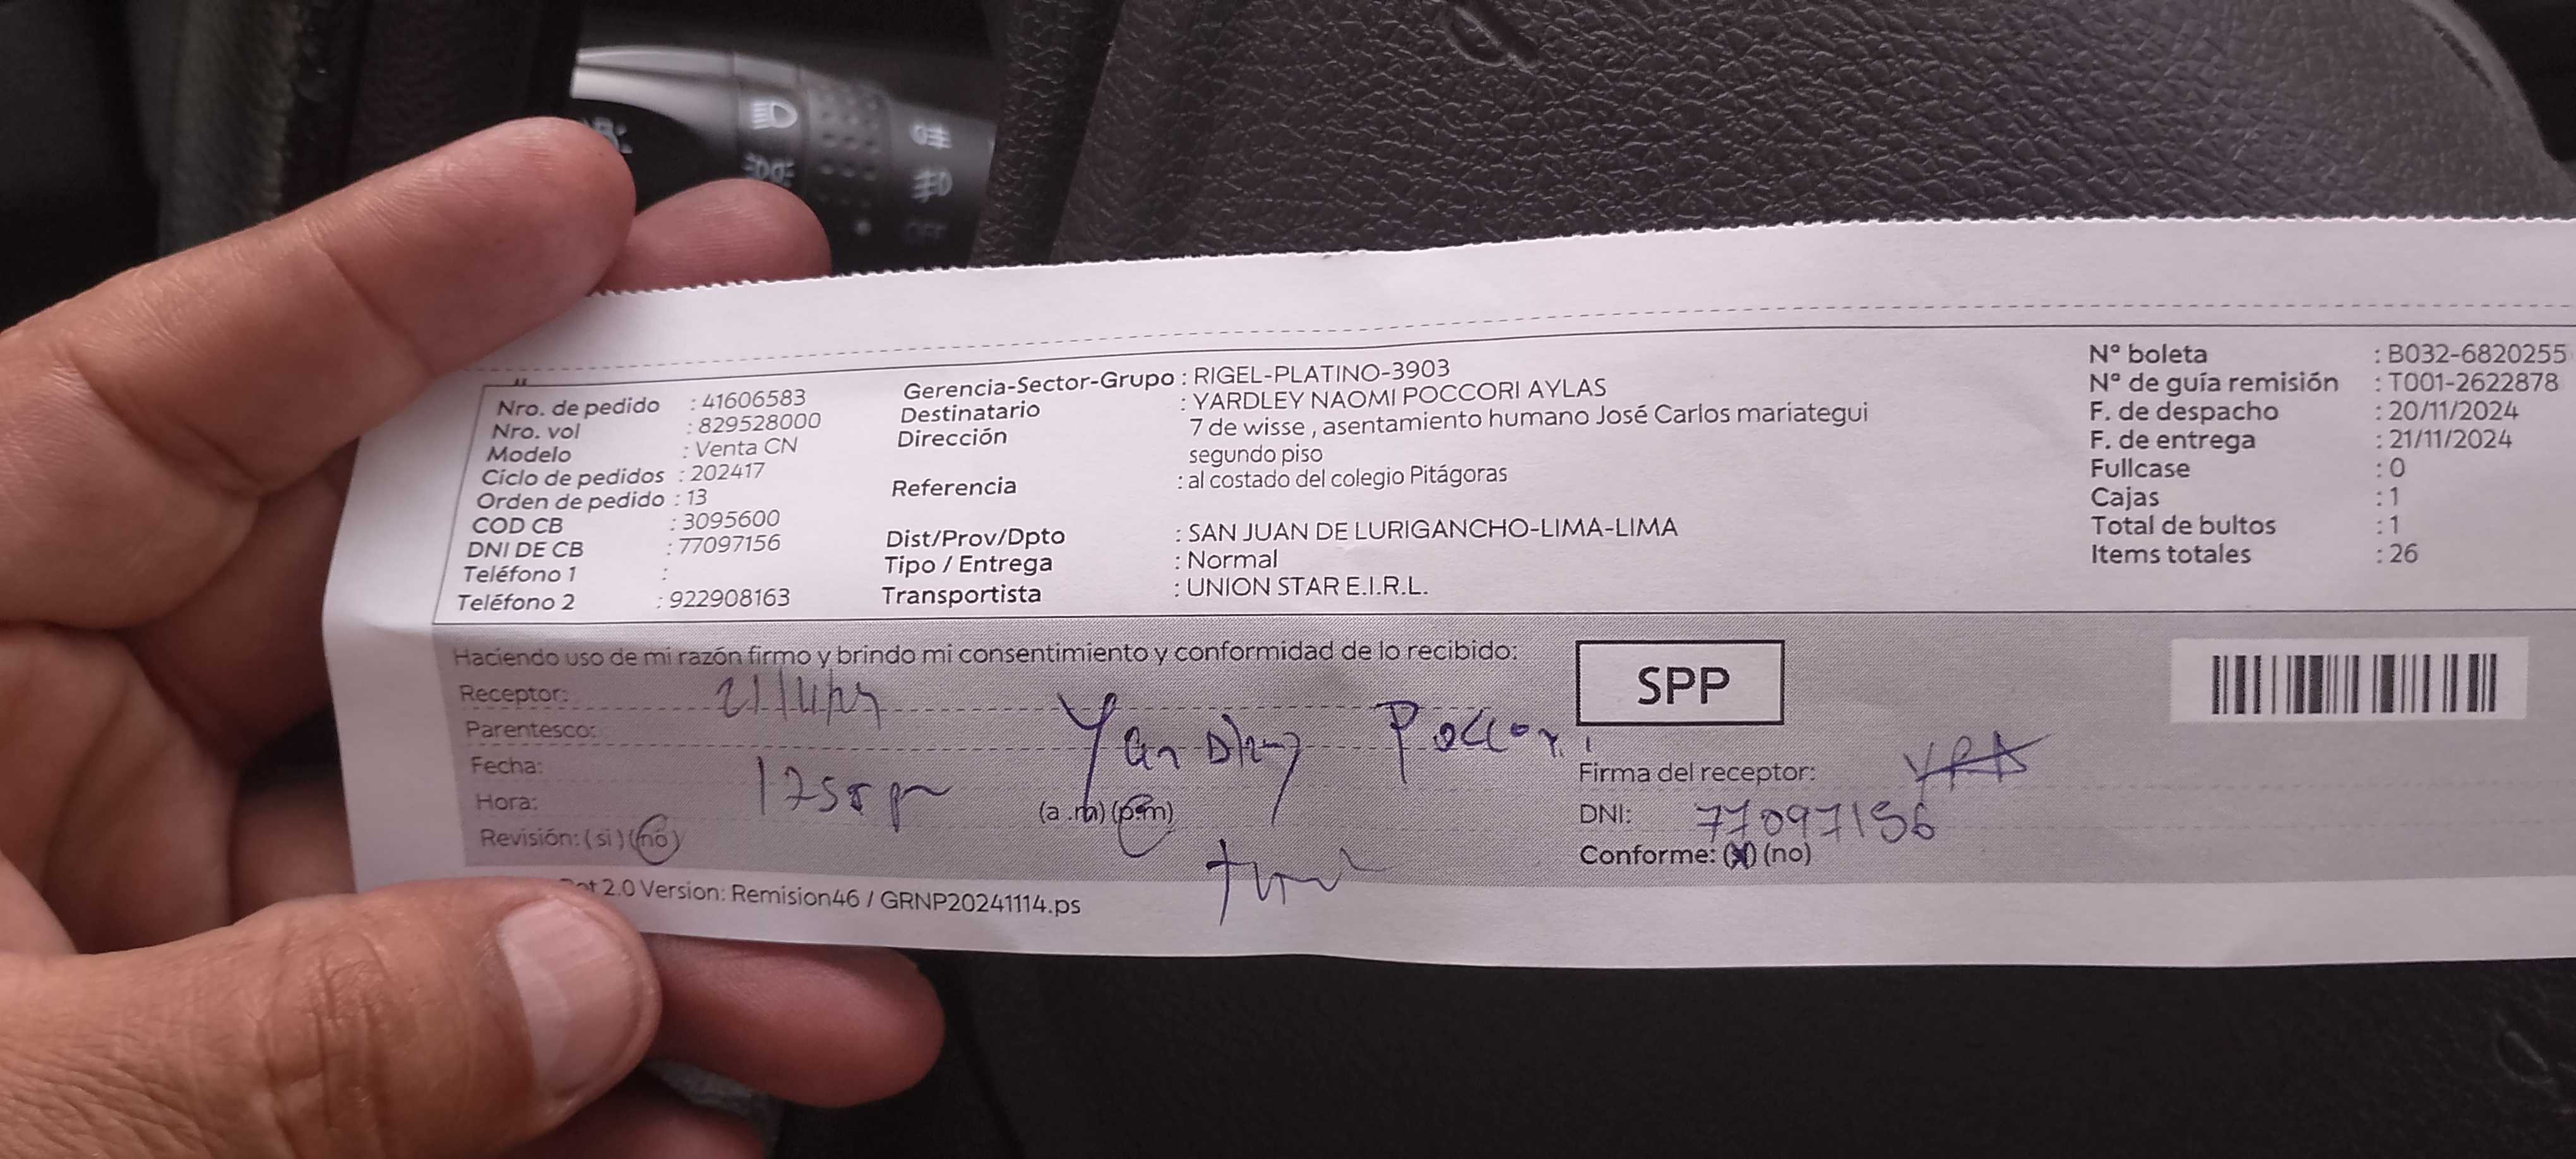 Nro. de pedido : 41606583
Nro. vol : 829528000
Modelo : Venta CN
Ciclo de pedidos : 202417
Orden de pedido : 13
COD CB : 3095600
DNI DE CB : 77097156
Teléfono 1 :
Teléfono 2 : 922908163
Gerencia-Sector-Grupo : RIGEL-PLATINO-3903
Destinatario : YARDLEY NAOMI POCCORI AYLAS
Dirección 7 de wisse , asentamiento humano José Carlos mariategui
segundo piso
Referencia : al costado del colegio Pitágoras
Dist/Prov/Dpto : SAN JUAN DE LURIGANCHO-LIMA-LIMA
Tipo / Entrega : Normal
Transportista : UNION STAR E.I.R.L.
Nº boleta : B032-6820255
Nº de guía remisión : T001-2622878
F. de despacho : 20/11/2024
F. de entrega : 21/11/2024
Fullcase : 0
Cajas : 1
Total de bultos : 1
Items totales : 26
Haciendo uso de mi razón firmo y brindo mi consentimiento y conformidad de lo recibido:
Receptor:
Parentesco: Poccori
Fecha:
Hora: (a.m) (p.m)
Revisión: (si) (no)
SPP
Firma del receptor: YPA
DNI: 77097156
Conforme: (X) (no)
2.0 Version: Remision46 / GRNP20241114.ps
OFF